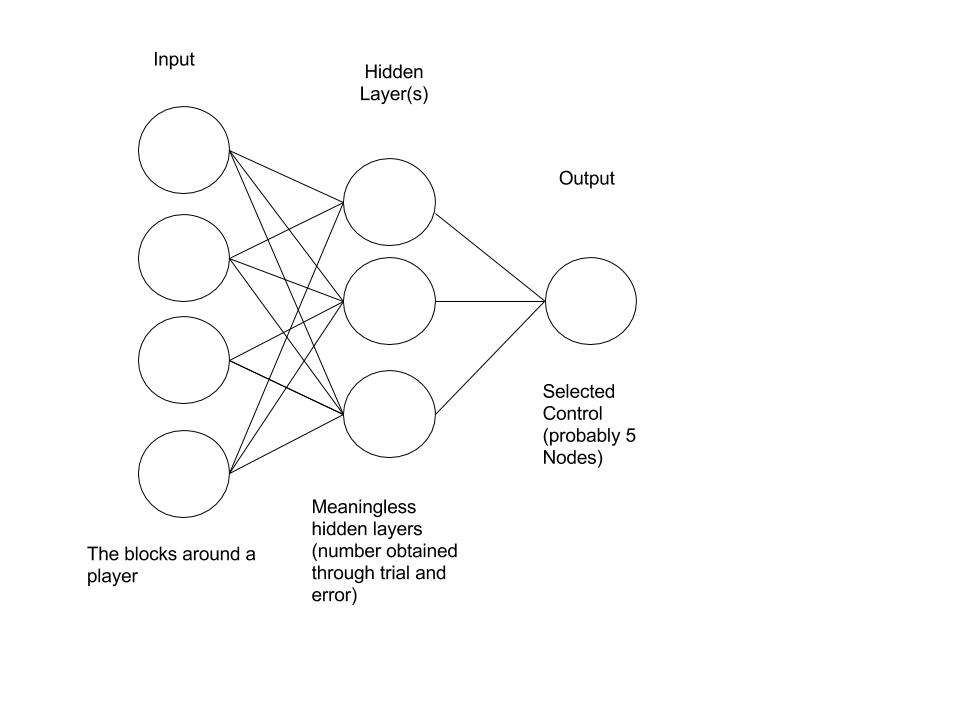 Input
Hidden
Layer(s)
Output
Selected
Control
(probably 5
Nodes)
Meaningless
hidden layers
(number obtained
through trial and
error)
The blocks around a
player